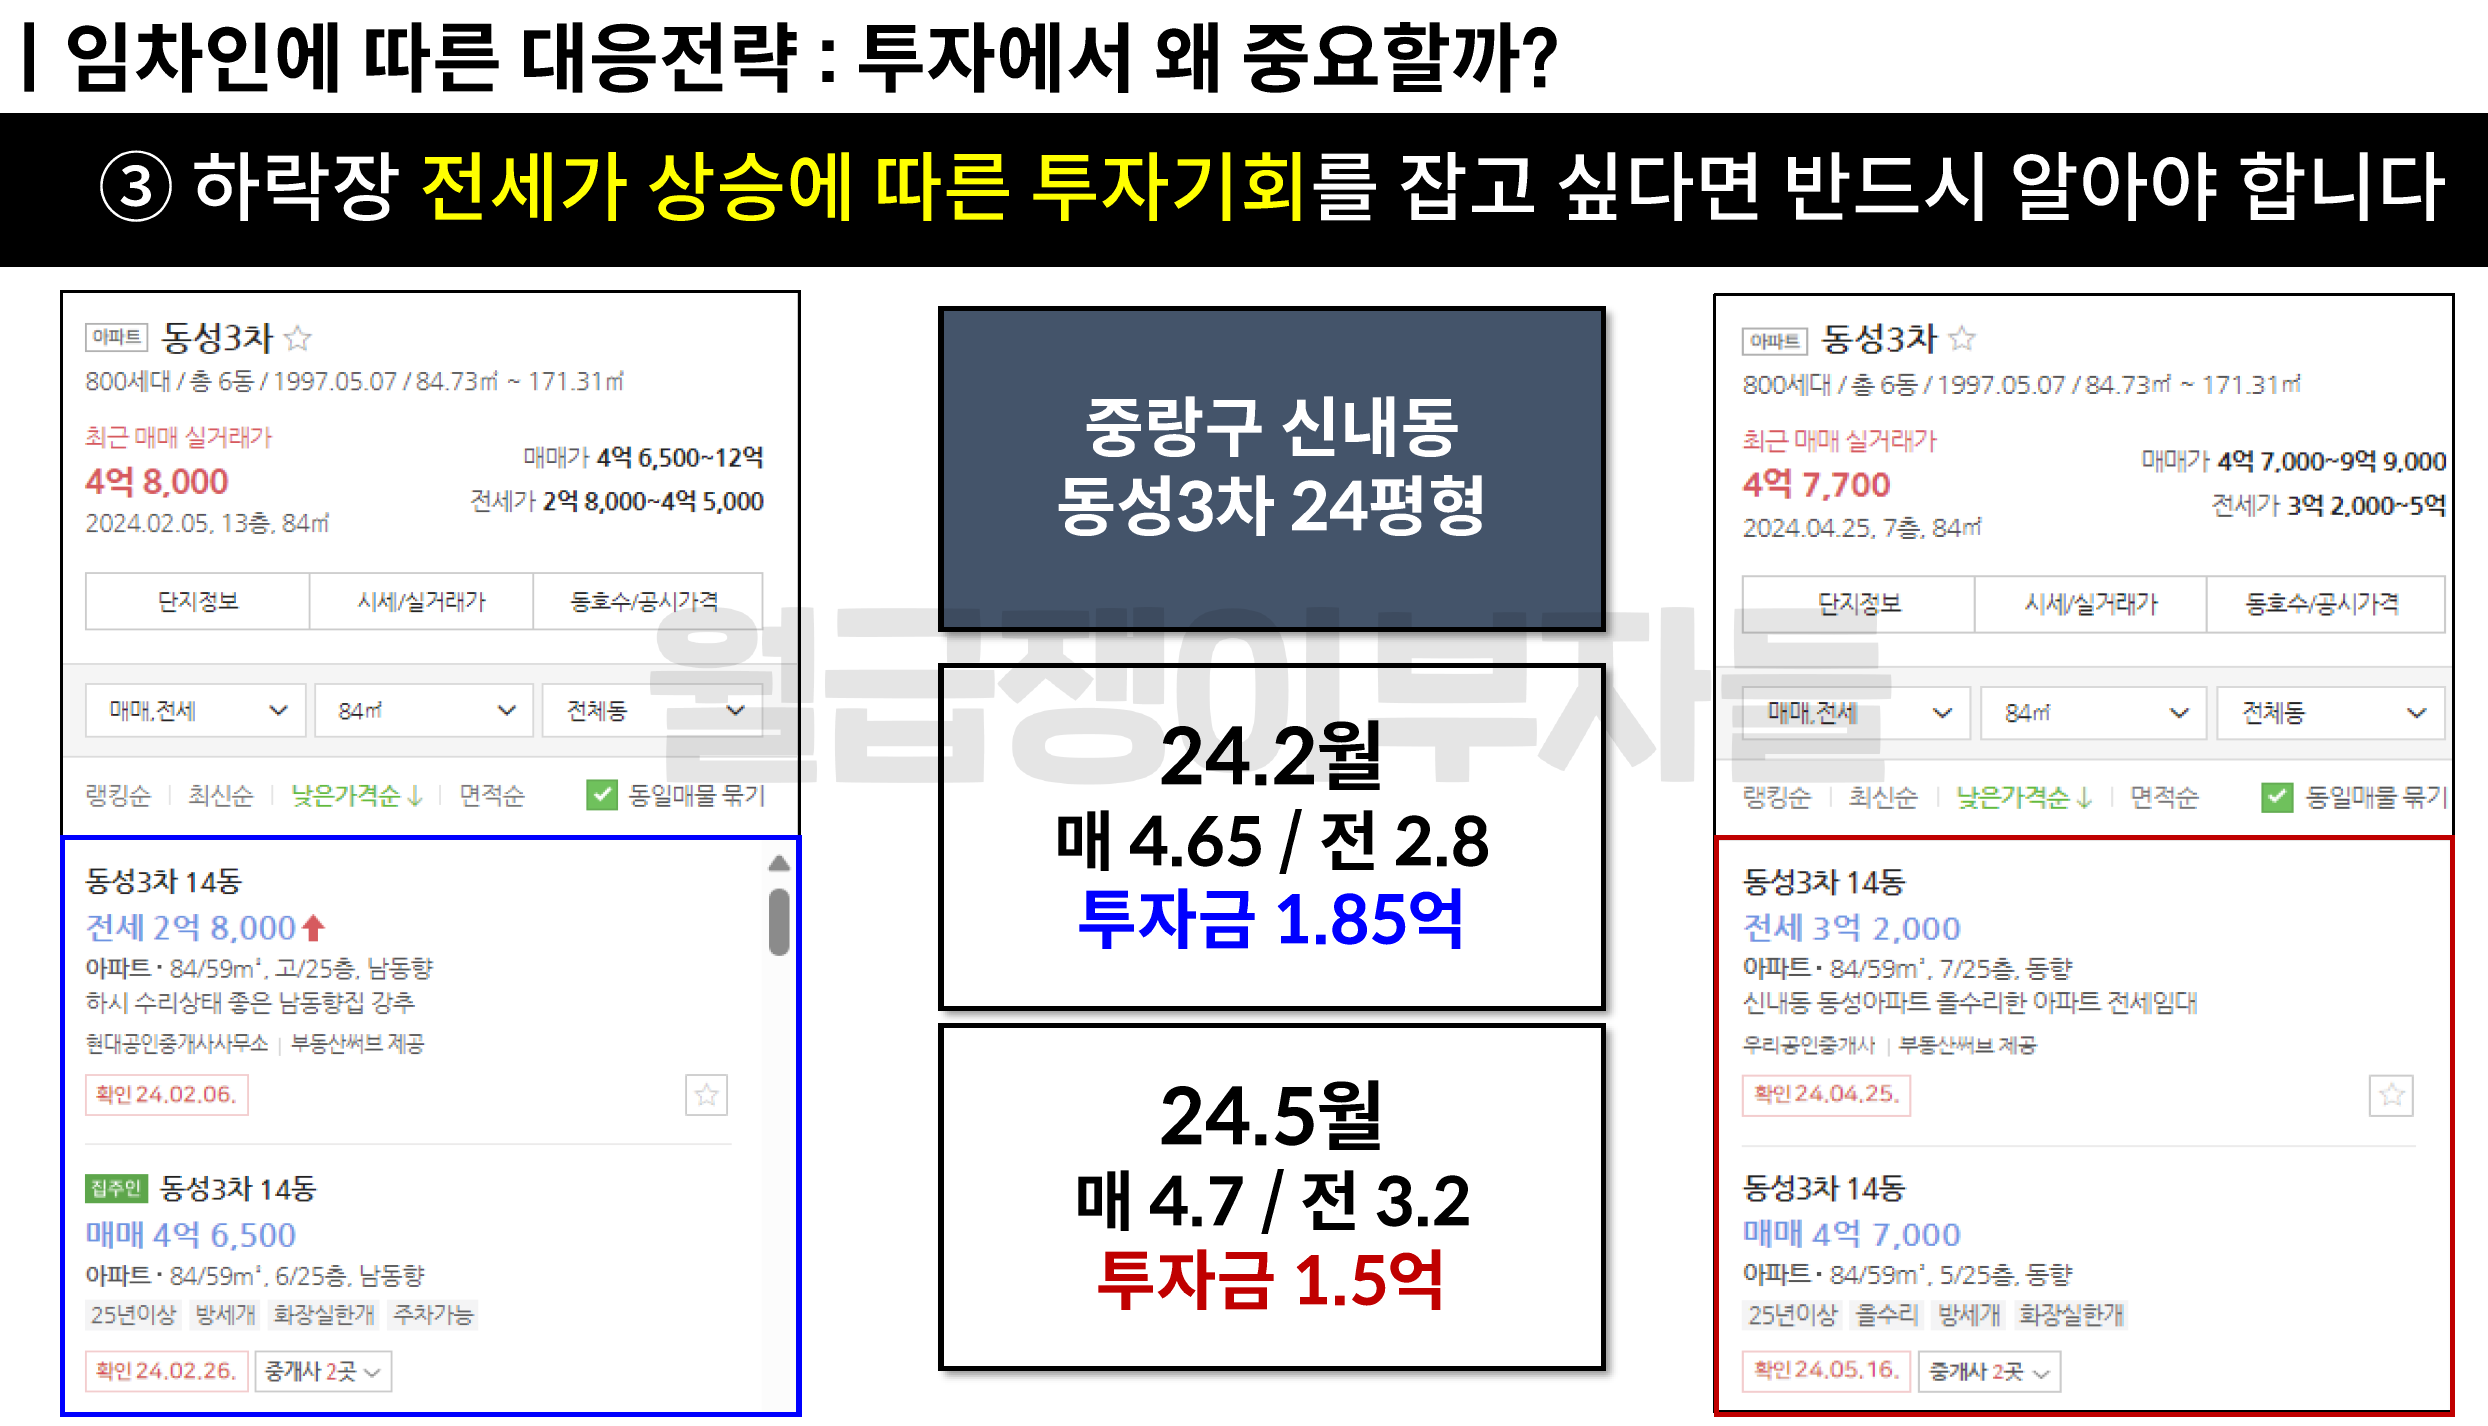 | 임차인에 따른 대응전략 : 투자에서 왜 중요할까?
③ 하락장 전세가 상승에 따른 투자기회를 잡고 싶다면 반드시 알아야 합니다
아파트 동성3차
800세대 / 총 6동 / 1997.05.07 / 84.73㎡ ~ 171.31㎡
최근 매매 실거래가
4억 8,000
2024.02.05, 13층, 84㎡
매매가 4억 6,500~12억
전세가 2억 8,000~4억 5,000
단지정보 시세/실거래가 동호수/공시가격
매매,전세 84㎡ 전체동
랭킹순 최신순 낮은가격순↓ 면적순 동일매물 묶기
동성3차 14동
전세 2억 8,000
아파트 · 84/59m², 고/25층, 남동향
하시 수리상태 좋은 남동향집 강추
현대공인중개사사무소 | 부동산써브 제공
확인 24.02.06.
집주인 동성3차 14동
매매 4억 6,500
아파트 · 84/59m², 6/25층, 남동향
25년이상 방세개 화장실한개 주차가능
확인 24.02.26. 중개사 2곳
중랑구 신내동
동성3차 24평형
24.2월
매 4.65 / 전 2.8
투자금 1.85억
24.5월
매 4.7 / 전 3.2
투자금 1.5억
아파트 동성3차
800세대 / 총 6동 / 1997.05.07 / 84.73㎡ ~ 171.31㎡
최근 매매 실거래가
4억 7,700
2024.04.25, 7층, 84㎡
매매가 4억 7,000~9억 9,000
전세가 3억 2,000~5억
단지정보 시세/실거래가 동호수/공시가격
매매,전세 84㎡ 전체동
랭킹순 최신순 낮은가격순↓ 면적순 동일매물 묶기
동성3차 14동
전세 3억 2,000
아파트 · 84/59m², 7/25층, 동향
신내동 동성아파트 올수리한 아파트 전세임대
우리공인중개사 | 부동산써브 제공
확인 24.04.25.
동성3차 14동
매매 4억 7,000
아파트 · 84/59m², 5/25층, 동향
25년이상 올수리 방세개 화장실한개
확인 24.05.16. 중개사 2곳
월급쟁이부자들